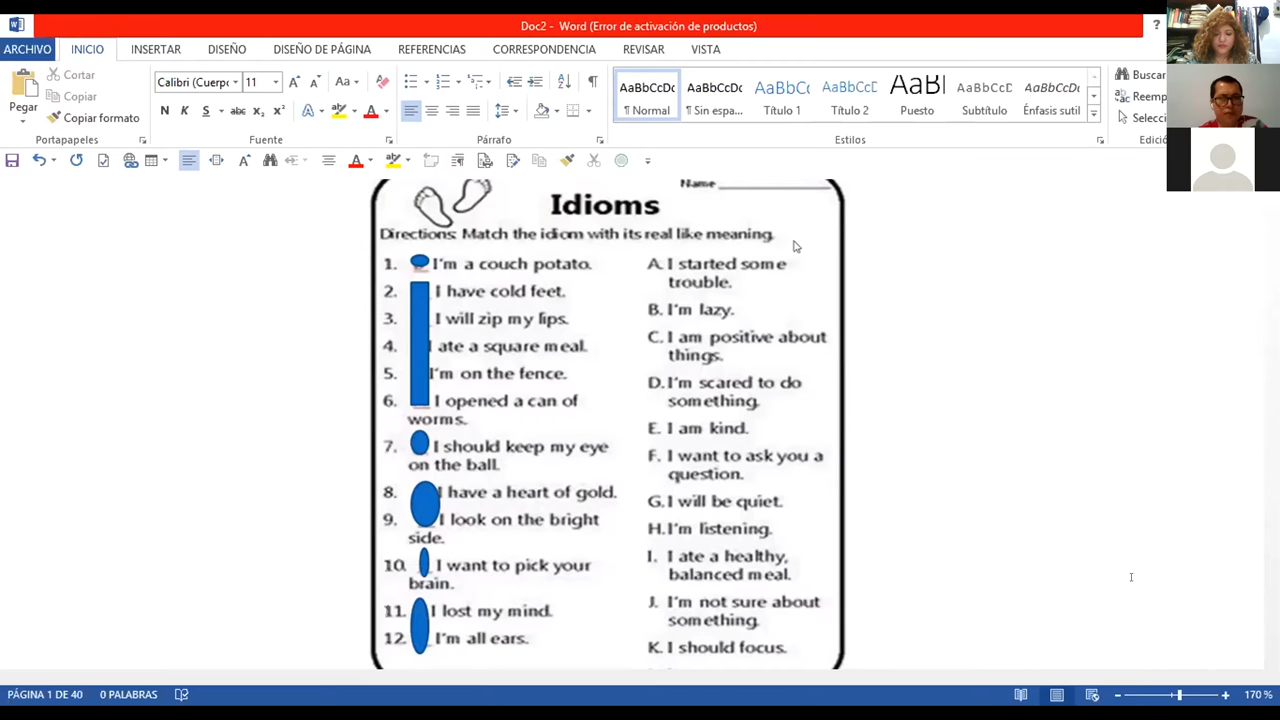 Doc2 - Word (Error de activación de productos)
?
ARCHIVO INICIO INSERTAR DISEÑO DISEÑO DE PÁGINA REFERENCIAS CORRESPONDENCIA REVISAR VISTA
Pegar
Cortar
Copiar
Copiar formato
Portapapeles
Calibri (Cuerpo 11
N K S abc x₂ x²
Fuente
Párrafo
AaBbCcDc AaBbCcDc AaBbC( AaBbCcC AaB AaBbCcD AaBbCcDc
¶ Normal ¶ Sin espa... Título 1 Título 2 Puesto Subtítulo Énfasis sutil
Estilos
Buscar
Reemp
Selecci
Edició
Name
Idioms
Directions: Match the idiom with its real like meaning.
1. I'm a couch potato.
2. I have cold feet.
3. I will zip my lips.
4. I ate a square meal.
5. I'm on the fence.
6. I opened a can of
worms.
7. I should keep my eye
on the ball.
8. I have a heart of gold.
9. I look on the bright
side.
10. I want to pick your
brain.
11. I lost my mind.
12. I'm all ears.
A. I started some
trouble.
B. I'm lazy.
C. I am positive about
things.
D. I'm scared to do
something.
E. I am kind.
F. I want to ask you a
question.
G. I will be quiet.
H. I'm listening.
I. I ate a healthy,
balanced meal.
J. I'm not sure about
something.
K. I should focus.
PÁGINA 1 DE 40 0 PALABRAS
170 %